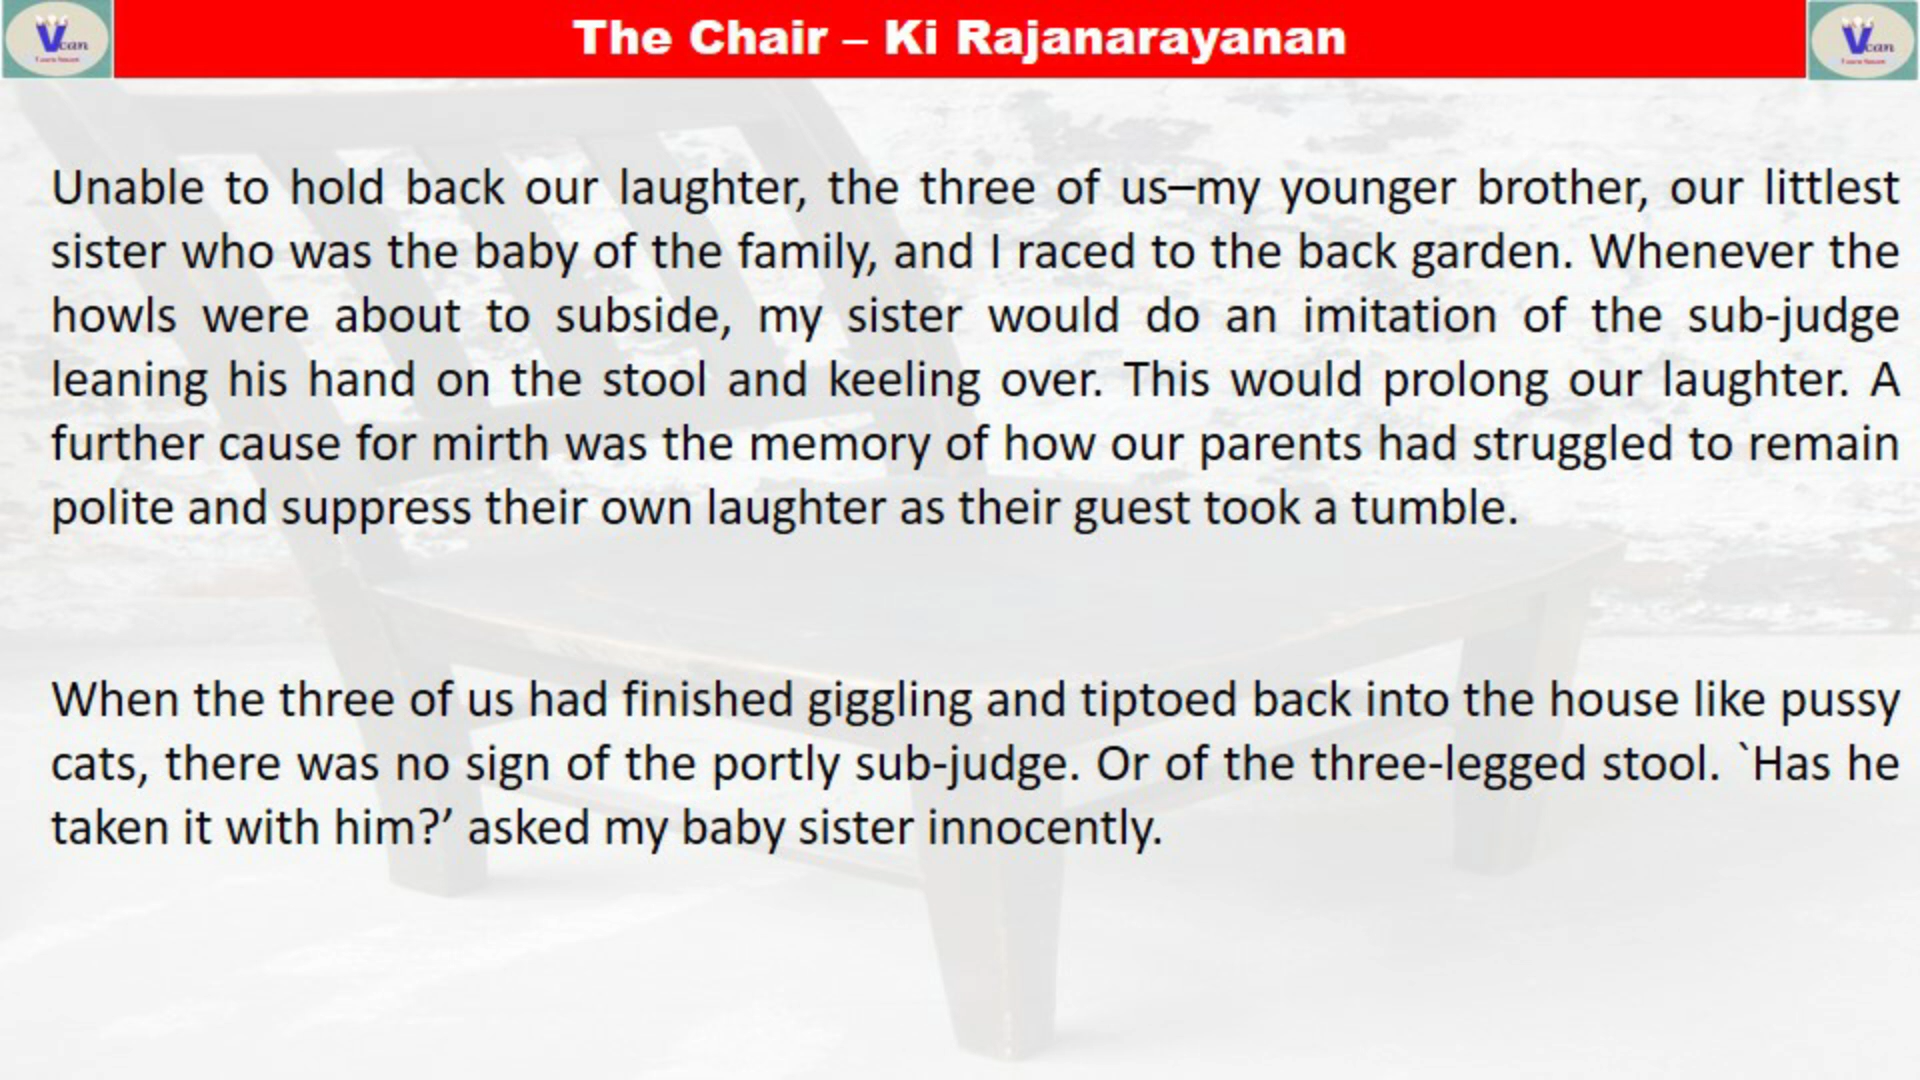 Vcan
The Chair – Ki Rajanarayanan
Vcan
Unable to hold back our laughter, the three of us–my younger brother, our littlest
sister who was the baby of the family, and I raced to the back garden. Whenever the
howls were about to subside, my sister would do an imitation of the sub-judge
leaning his hand on the stool and keeling over. This would prolong our laughter. A
further cause for mirth was the memory of how our parents had struggled to remain
polite and suppress their own laughter as their guest took a tumble.
When the three of us had finished giggling and tiptoed back into the house like pussy
cats, there was no sign of the portly sub-judge. Or of the three-legged stool. `Has he
taken it with him?’ asked my baby sister innocently.